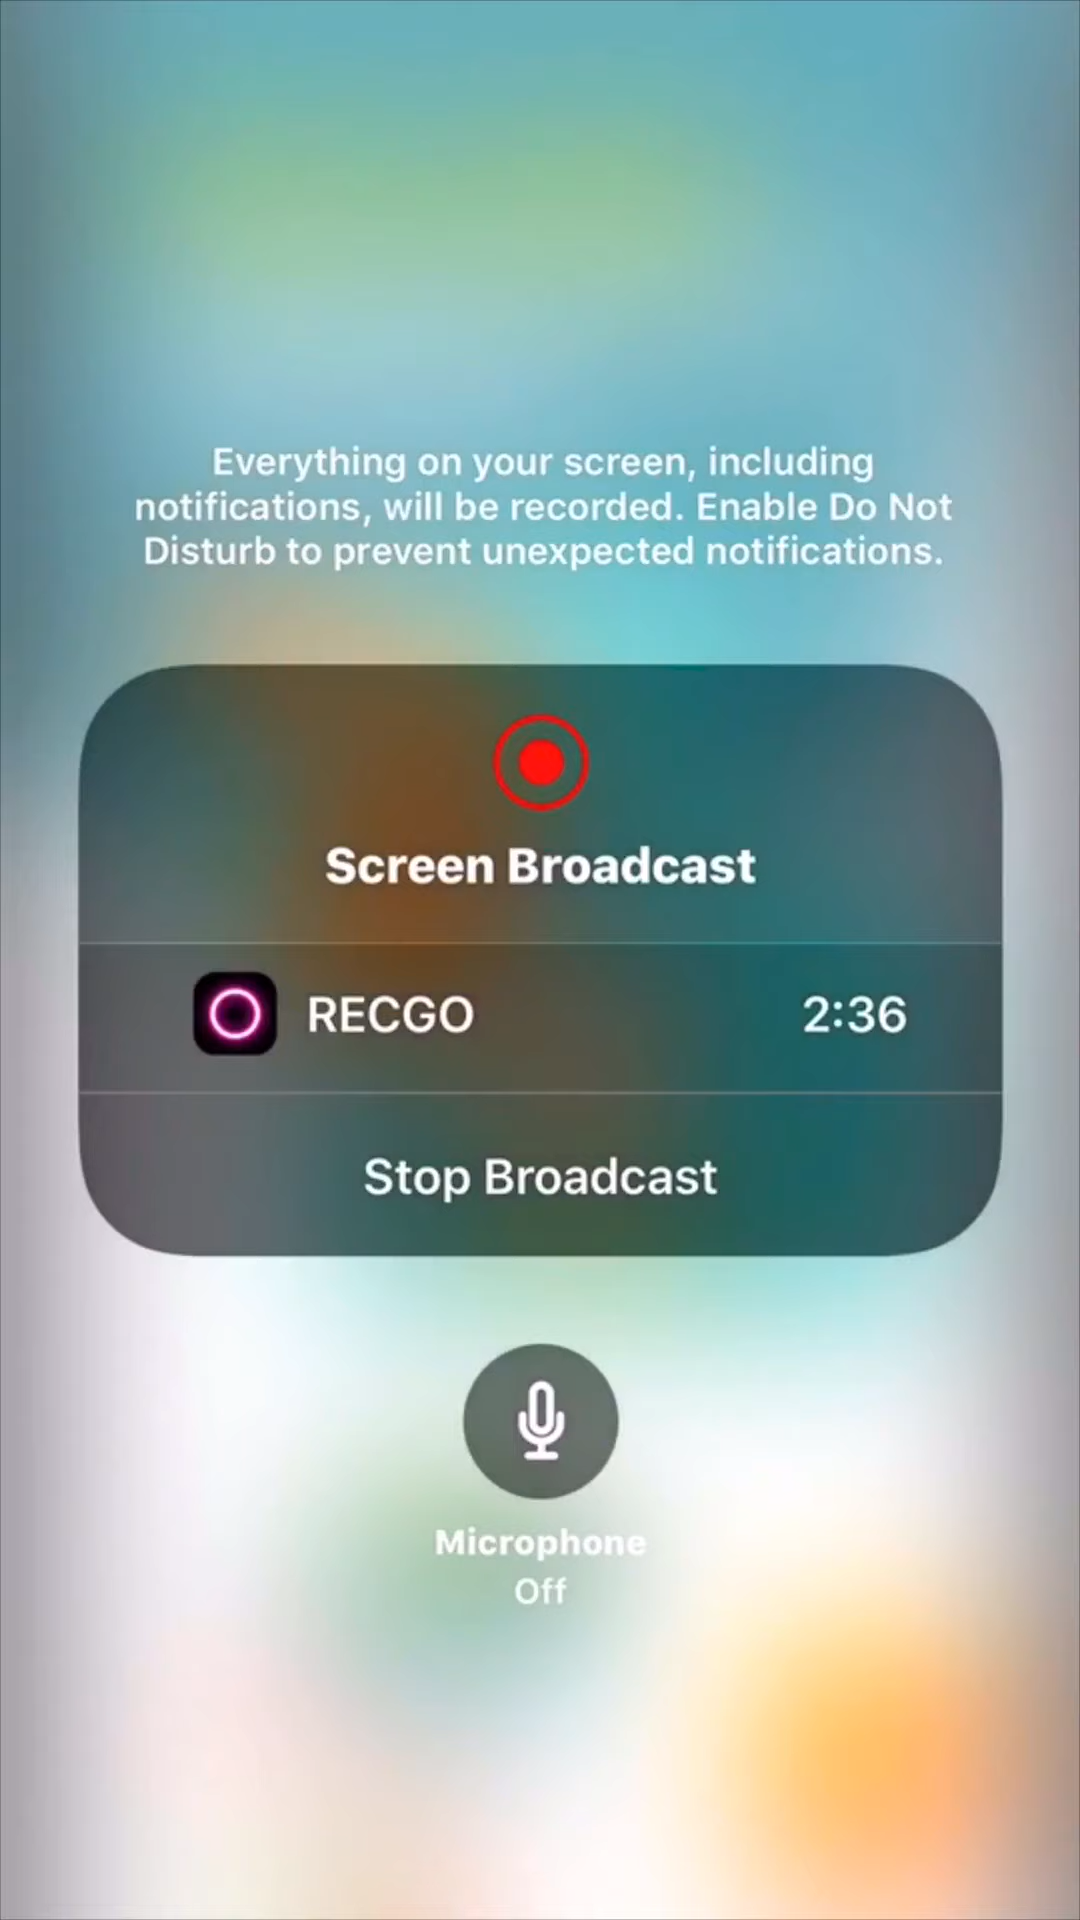 Everything on your screen, including
notifications, will be recorded. Enable Do Not
Disturb to prevent unexpected notifications.
Screen Broadcast
RECGO 2:36
Stop Broadcast
Microphone
Off